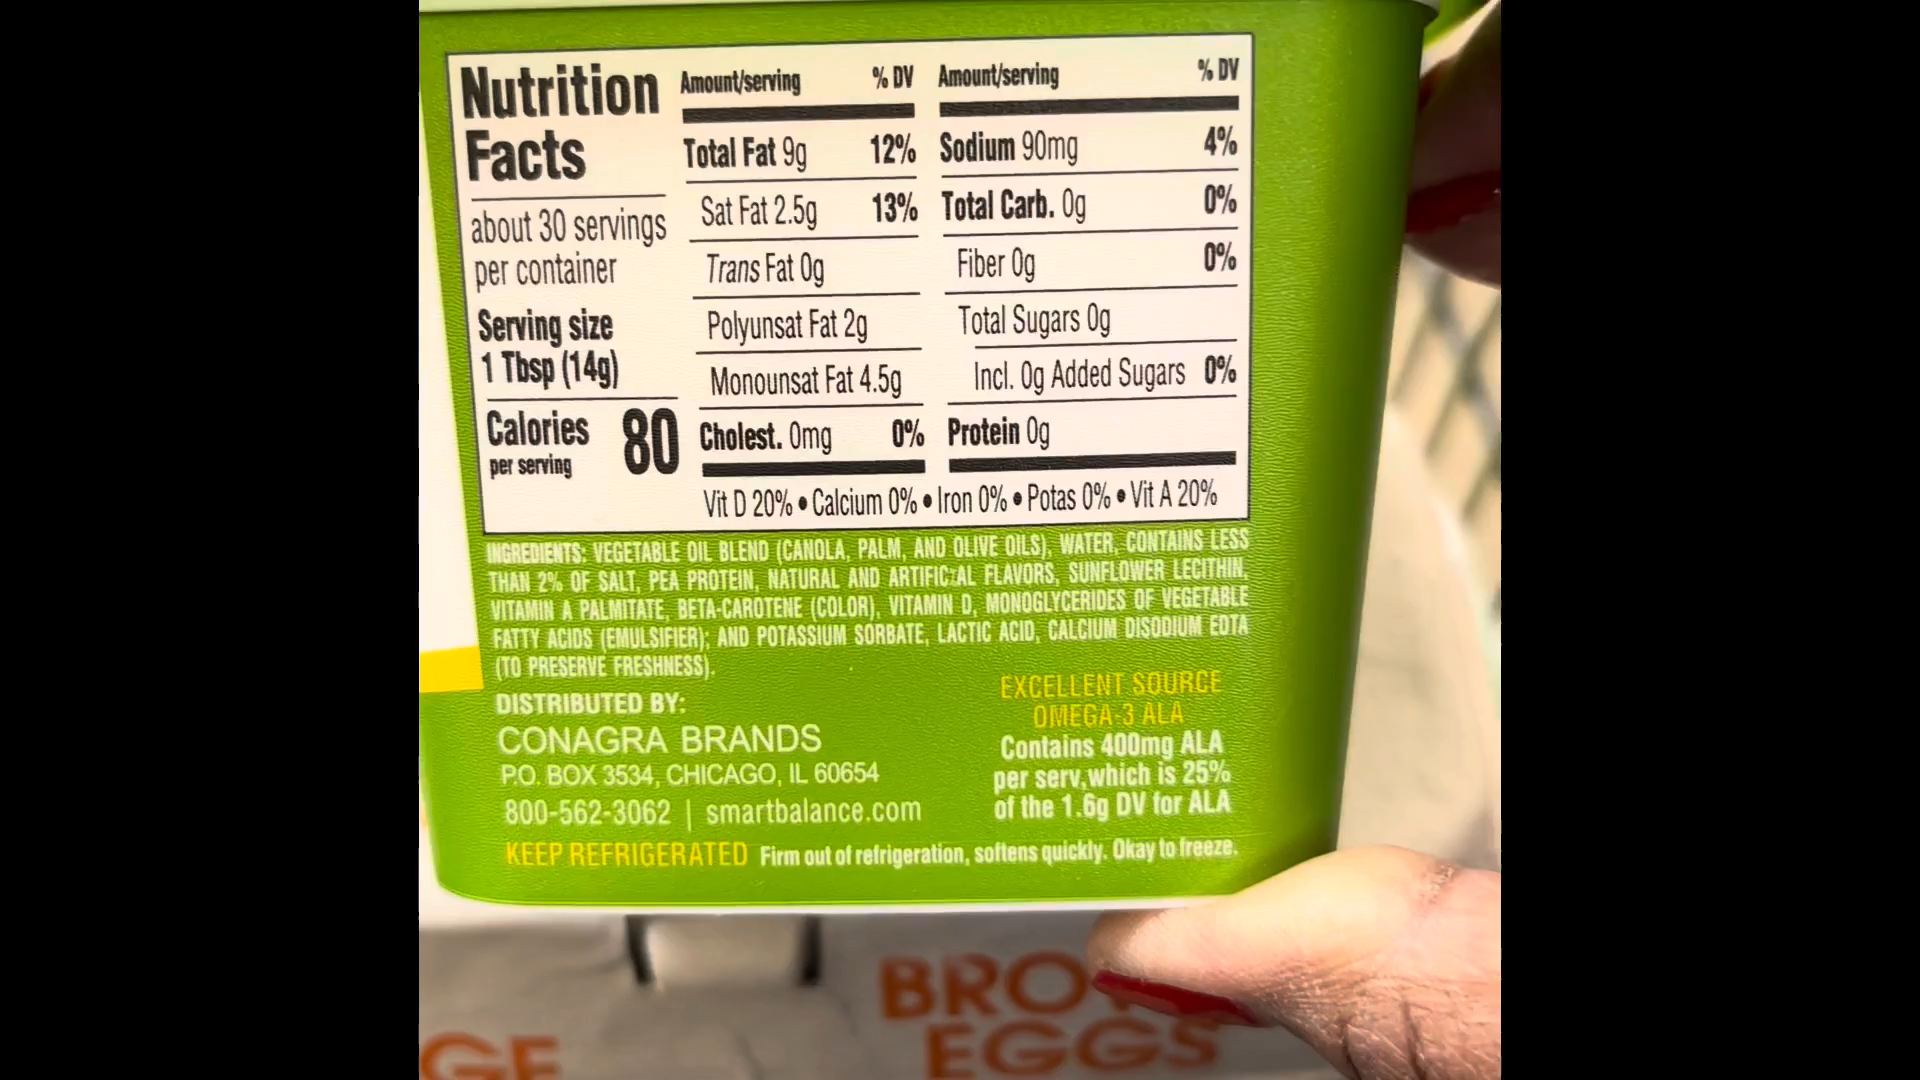 Nutrition
Facts
about 30 servings
per container
Serving size
1 Tbsp (14g)
Calories
per serving
80
Amount/serving % DV
Total Fat 9g 12%
Sat Fat 2.5g 13%
Trans Fat 0g
Polyunsat Fat 2g
Monounsat Fat 4.5g
Cholest. 0mg 0%
Amount/serving % DV
Sodium 90mg 4%
Total Carb. 0g 0%
Fiber 0g 0%
Total Sugars 0g
Incl. 0g Added Sugars 0%
Protein 0g
Vit D 20% • Calcium 0% • Iron 0% • Potas 0% • Vit A 20%
INGREDIENTS: VEGETABLE OIL BLEND (CANOLA, PALM, AND OLIVE OILS), WATER, CONTAINS LESS
THAN 2% OF SALT, PEA PROTEIN, NATURAL AND ARTIFICIAL FLAVORS, SUNFLOWER LECITHIN,
VITAMIN A PALMITATE, BETA-CAROTENE (COLOR), VITAMIN D, MONOGLYCERIDES OF VEGETABLE
FATTY ACIDS (EMULSIFIER); AND POTASSIUM SORBATE, LACTIC ACID, CALCIUM DISODIUM EDTA
(TO PRESERVE FRESHNESS).
DISTRIBUTED BY:
CONAGRA BRANDS
P.O. BOX 3534, CHICAGO, IL 60654
800-562-3062 | smartbalance.com
EXCELLENT SOURCE
OMEGA-3 ALA
Contains 400mg ALA
per serv, which is 25%
of the 1.6g DV for ALA
KEEP REFRIGERATED Firm out of refrigeration, softens quickly. Okay to freeze.
EGGS